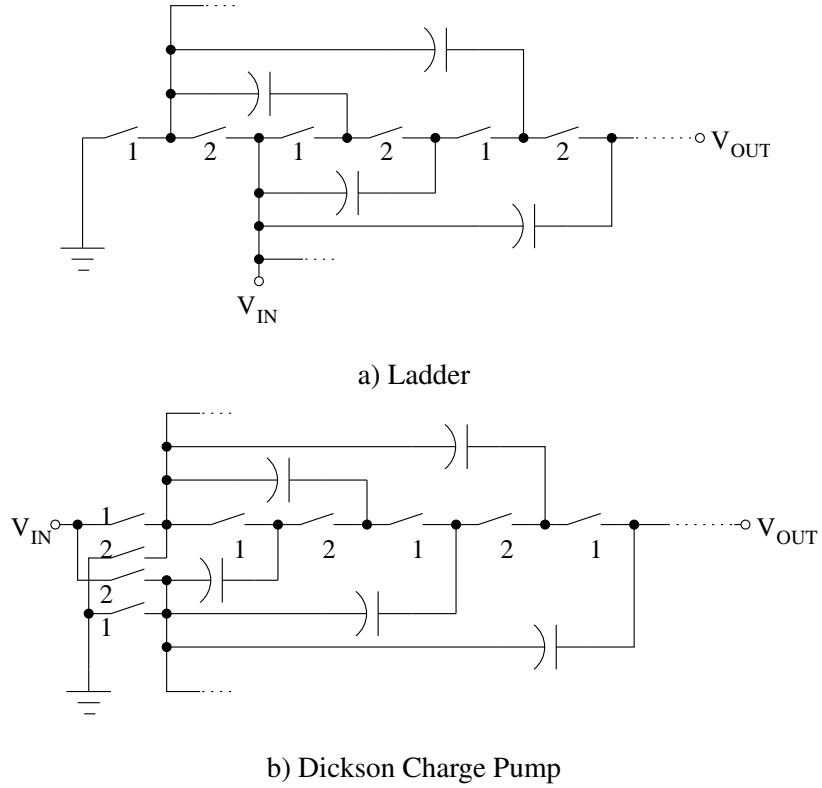 1 2 1 2 1 2 V_OUT
V_IN
a) Ladder
V_IN 1 1 2 1 2 1 V_OUT
2
2
1
b) Dickson Charge Pump